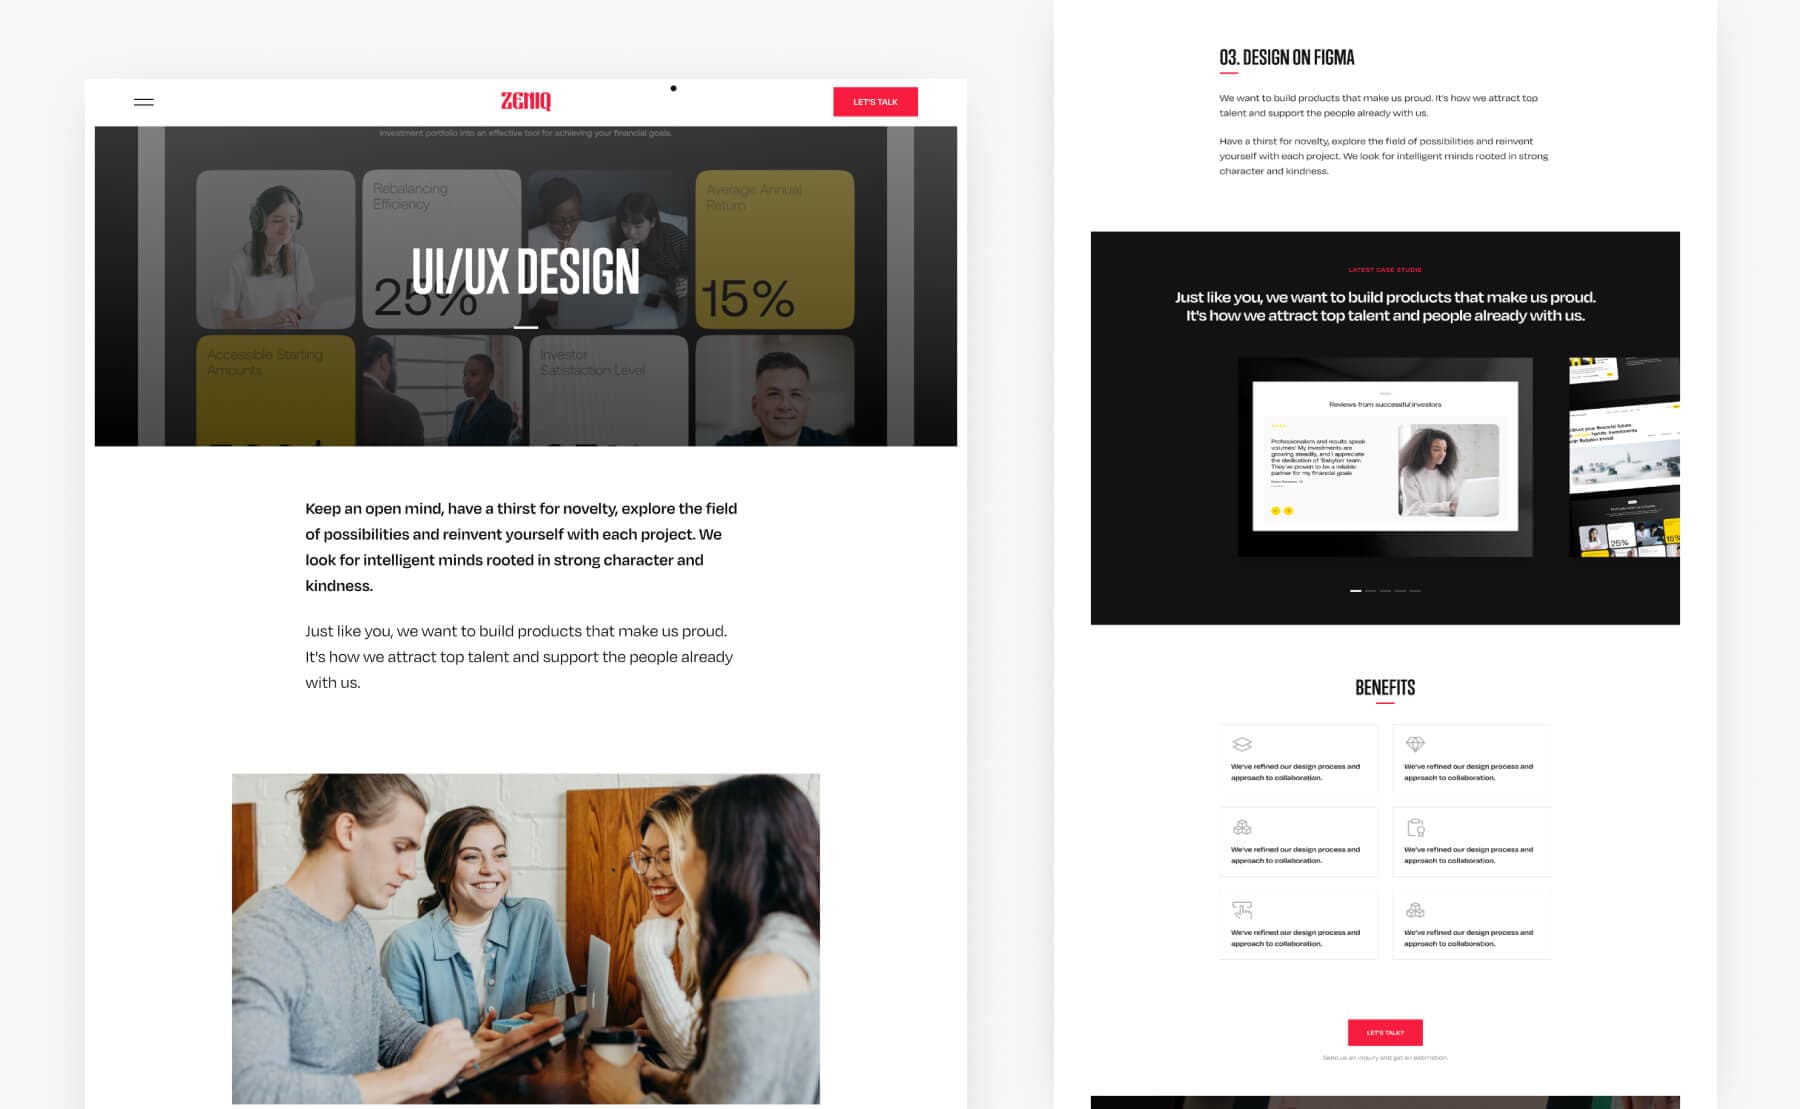 ZENIQ
LET'S TALK
Investment portfolio into an effective tool for achieving your financial goals.
Rebalancing
Efficiency
Average Annual
Return
UI/UX DESIGN
25%
15%
Accessible Starting
Amounts
Investor
Satisfaction Level
Keep an open mind, have a thirst for novelty, explore the field
of possibilities and reinvent yourself with each project. We
look for intelligent minds rooted in strong character and
kindness.
Just like you, we want to build products that make us proud.
It's how we attract top talent and support the people already
with us.
03. DESIGN ON FIGMA
We want to build products that make us proud. It's how we attract top
talent and support the people already with us.
Have a thirst for novelty, explore the field of possibilities and reinvent
yourself with each project. We look for intelligent minds rooted in strong
character and kindness.
LATEST CASE STUDIE
Just like you, we want to build products that make us proud.
It's how we attract top talent and people already with us.
Reviews from successful investors
Professionalism and results speak
volumes! My investments are
growing steadily, and I appreciate
the dedication of 'Babylon' team.
They've proven to be a reliable
partner for my financial goals
25%
15%
BENEFITS
We've refined our design process and
approach to collaboration.
We've refined our design process and
approach to collaboration.
We've refined our design process and
approach to collaboration.
We've refined our design process and
approach to collaboration.
We've refined our design process and
approach to collaboration.
We've refined our design process and
approach to collaboration.
LET'S TALK?
Send us an inquiry and get an estimation.